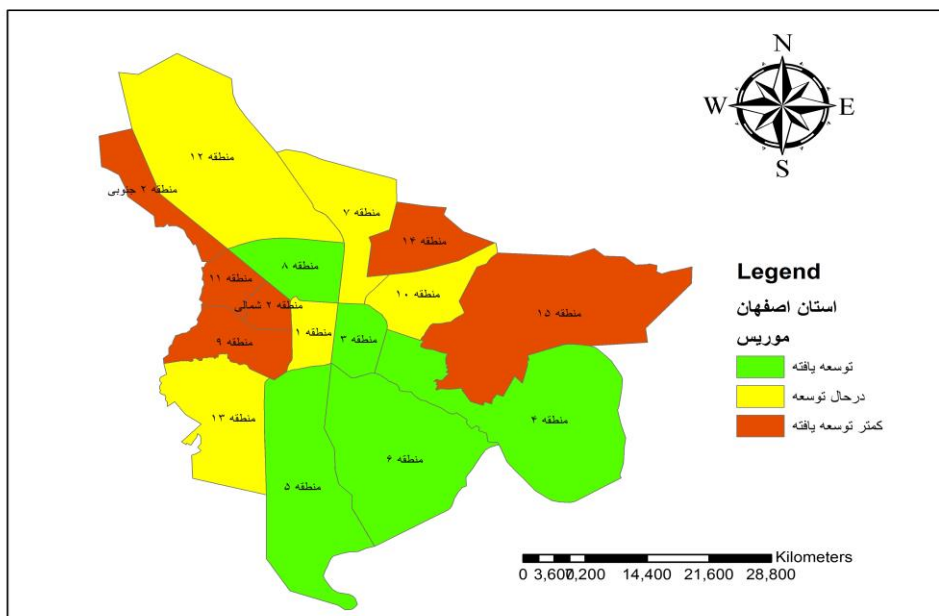 N
W E
S
منطقه ۱۲
منطقه ۲ جنوبی
منطقه ۷
منطقه ۱۴
منطقه ۸
منطقه ۱۱
منطقه ۱۰
منطقه ۲ شمالی
منطقه ۱۵
منطقه ۱
منطقه ۳
منطقه ۹
منطقه ۱۳
منطقه ۴
منطقه ۶
منطقه ۵
Legend
استان اصفهان
موریس
توسعه یافته
درحال توسعه
کمتر توسعه یافته
Kilometers
0 3,600 7,200 14,400 21,600 28,800